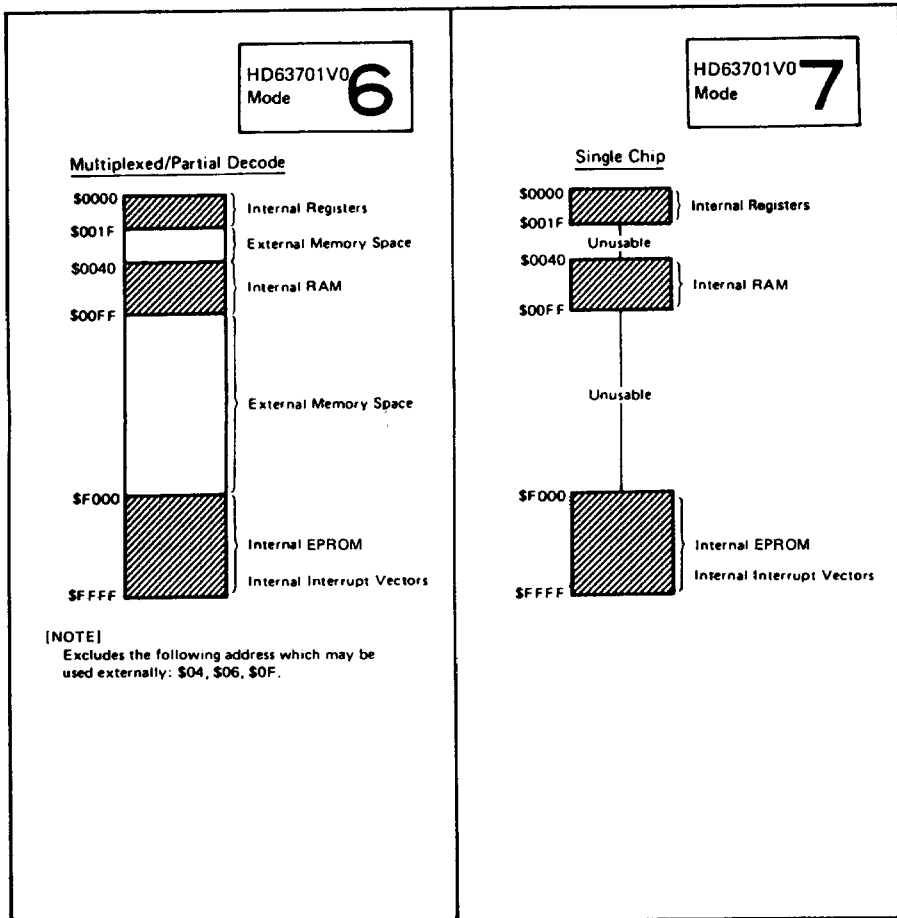 HD63701V0
Mode 6
Multiplexed/Partial Decode
$0000
Internal Registers
$001F
External Memory Space
$0040
Internal RAM
$00FF
External Memory Space
$F000
Internal EPROM
Internal Interrupt Vectors
$FFFF
[NOTE]
Excludes the following address which may be
used externally: $04, $06, $0F.
HD63701V0
Mode 7
Single Chip
$0000
Internal Registers
$001F
Unusable
$0040
Internal RAM
$00FF
Unusable
$F000
Internal EPROM
Internal Interrupt Vectors
$FFFF